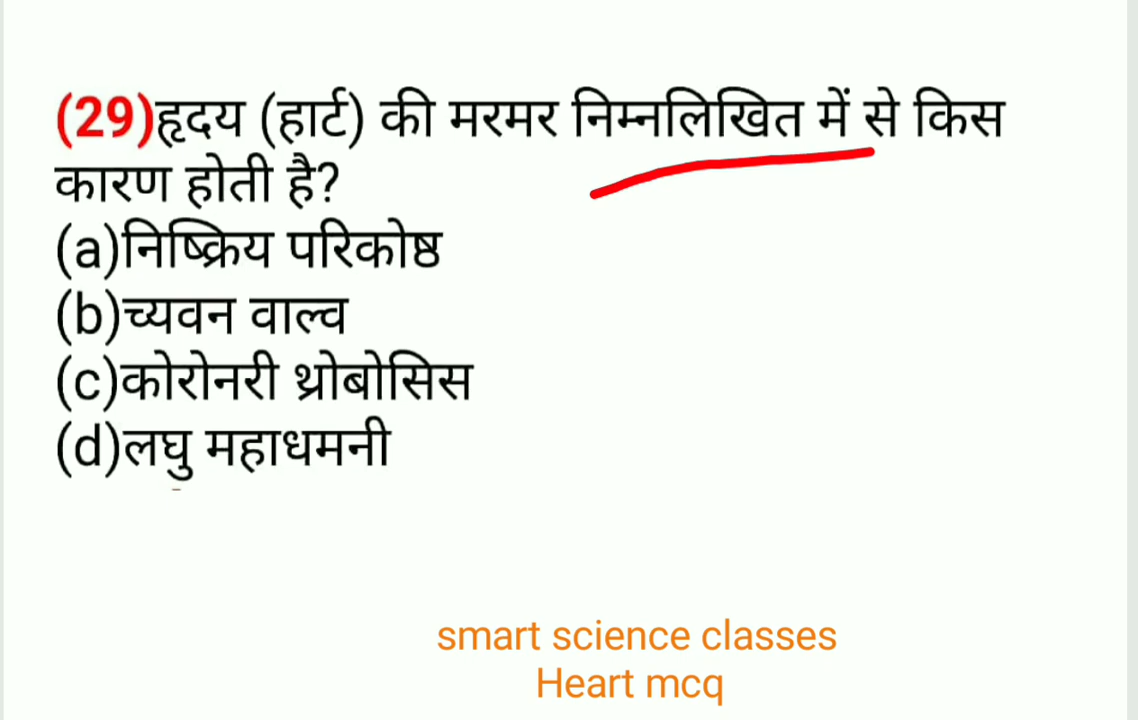 (29)हृदय (हार्ट) की मरमर निम्नलिखित में से किस
कारण होती है?
(a)निष्क्रिय परिकोष्ठ
(b)च्यवन वाल्व
(c)कोरोनरी थ्रोबोसिस
(d)लघु महाधमनी
smart science classes
Heart mcq